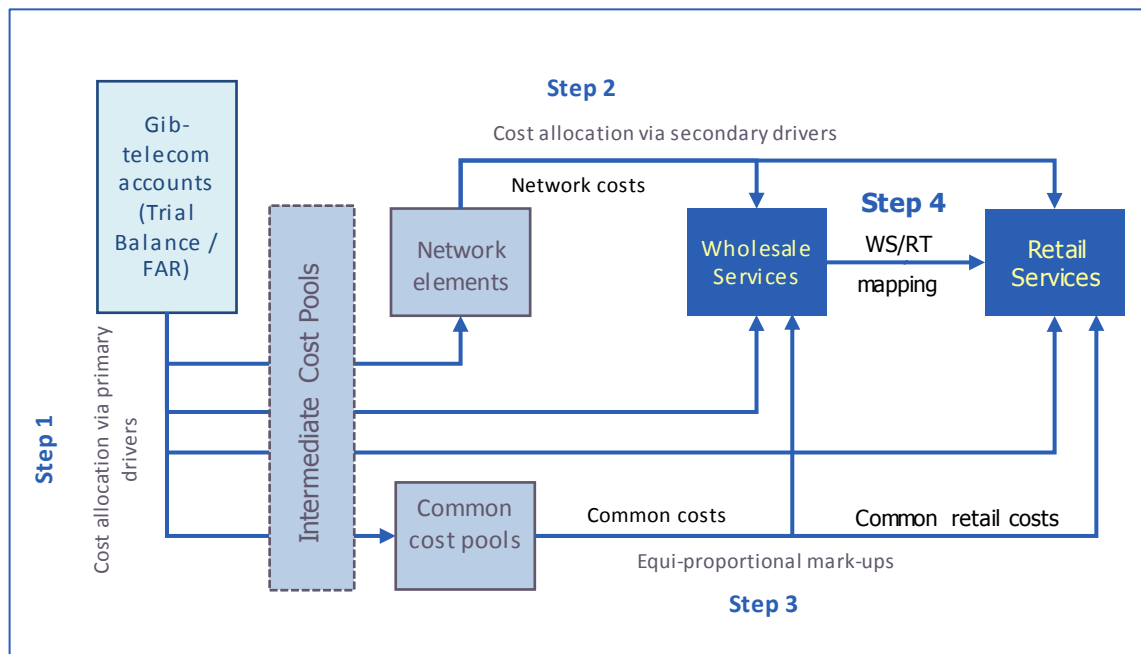 Step 2
Cost allocation via secondary drivers
Gib-
telecom
accounts
(Trial
Balance /
FAR)
Network costs
Step 4
Network
elements
Wholesale
Services
WS/RT
mapping
Retail
Services
Intermediate Cost Pools
Step 1
Cost allocation via primary
drivers
Common
cost pools
Common costs
Common retail costs
Equi-proportional mark-ups
Step 3